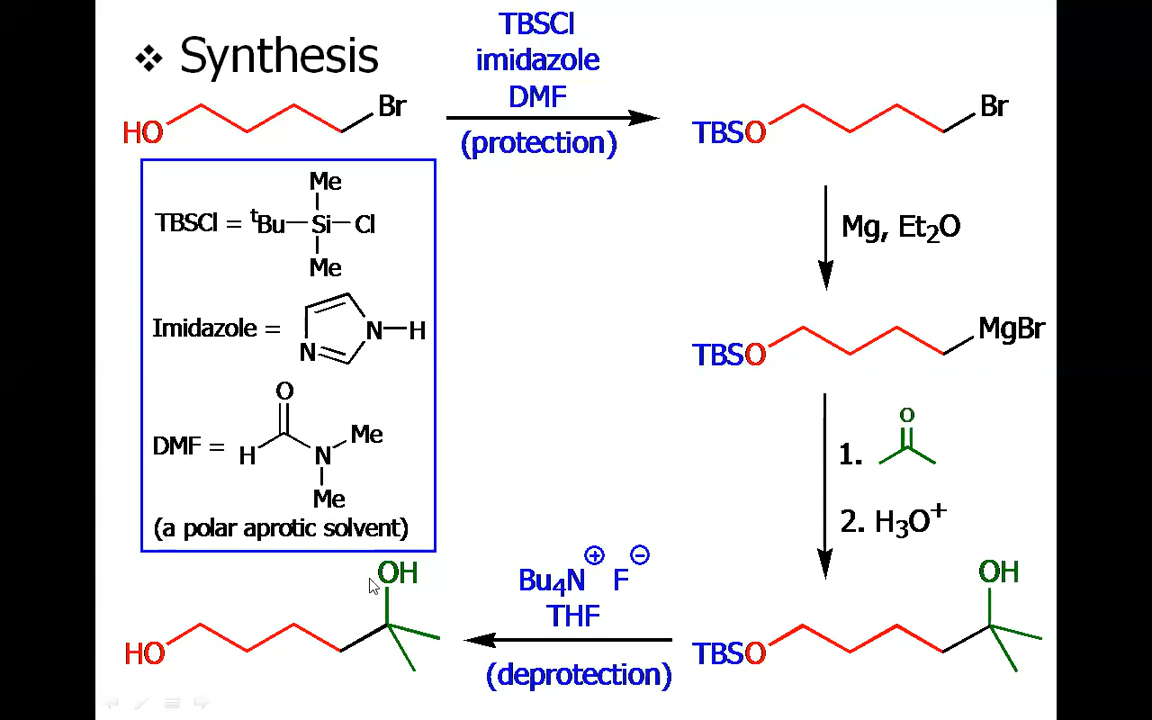 ❖ Synthesis
TBSCl
imidazole
DMF
(protection)
HO
Br
TBSO
Br
TBSCl = ᵗBu—Si—Cl
Me
Me
Imidazole =
N—H
N
DMF =
O
H
N
Me
Me
(a polar aprotic solvent)
Mg, Et₂O
TBSO
MgBr
1.
O
2. H₃O⁺
OH
TBSO
Bu₄N⊕ F⊖
THF
(deprotection)
OH
HO